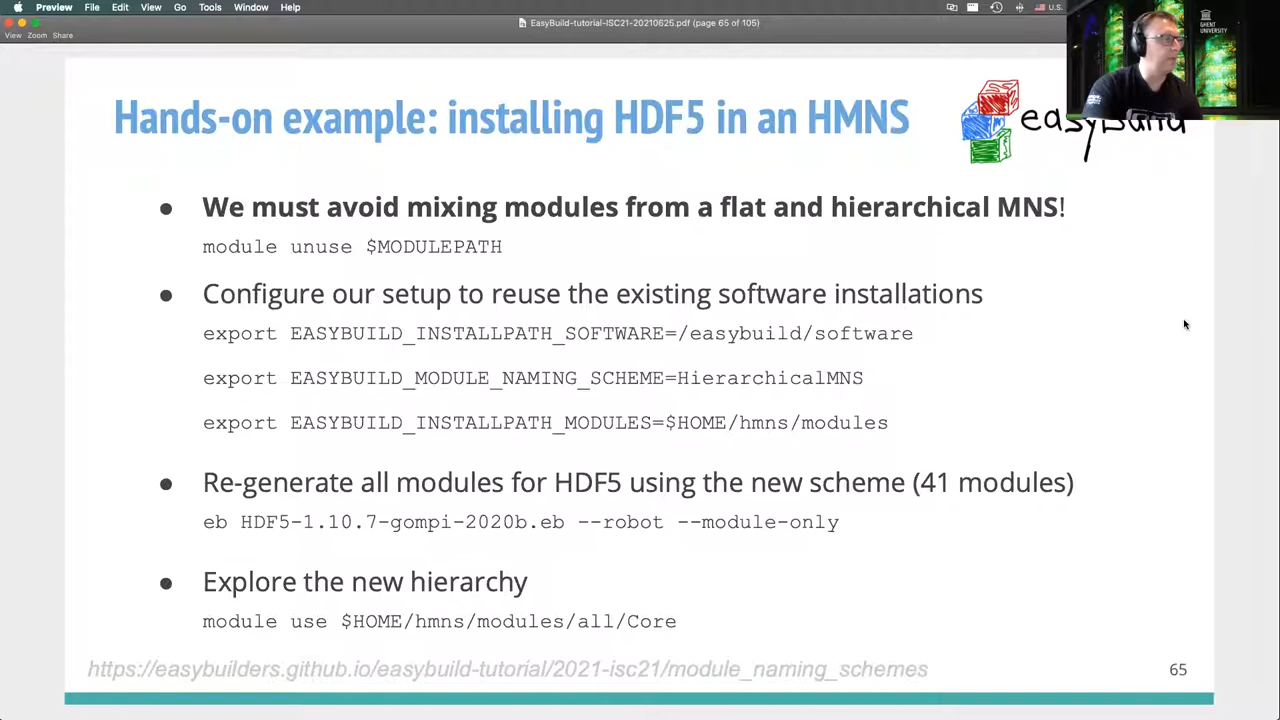 Preview File Edit View Go Tools Window Help U.S.
EasyBuild-tutorial-ISC21-20210625.pdf (page 65 of 105)
View Zoom Share
GHENT
UNIVERSITY
Hands-on example: installing HDF5 in an HMNS
easyBuild
● We must avoid mixing modules from a flat and hierarchical MNS!
module unuse $MODULEPATH
● Configure our setup to reuse the existing software installations
export EASYBUILD_INSTALLPATH_SOFTWARE=/easybuild/software
export EASYBUILD_MODULE_NAMING_SCHEME=HierarchicalMNS
export EASYBUILD_INSTALLPATH_MODULES=$HOME/hmns/modules
● Re-generate all modules for HDF5 using the new scheme (41 modules)
eb HDF5-1.10.7-gompi-2020b.eb --robot --module-only
● Explore the new hierarchy
module use $HOME/hmns/modules/all/Core
https://easybuilders.github.io/easybuild-tutorial/2021-isc21/module_naming_schemes
65